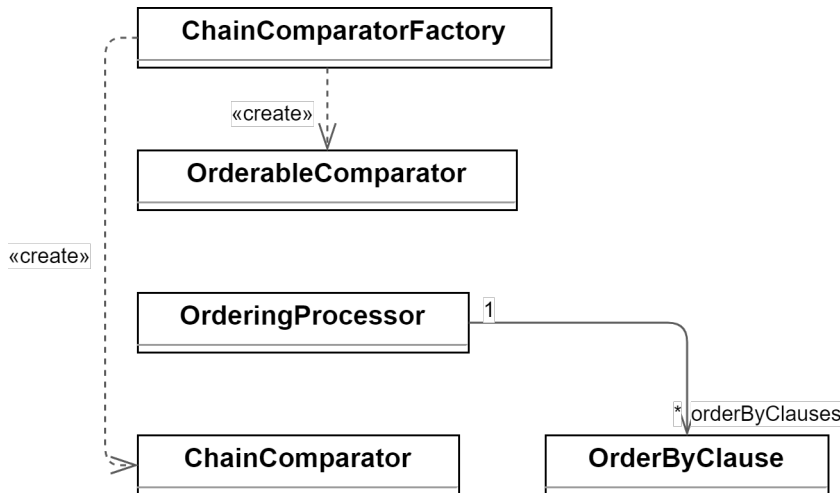 ChainComparatorFactory
«create»
OrderableComparator
«create»
OrderingProcessor
1
* orderByClauses
ChainComparator
OrderByClause